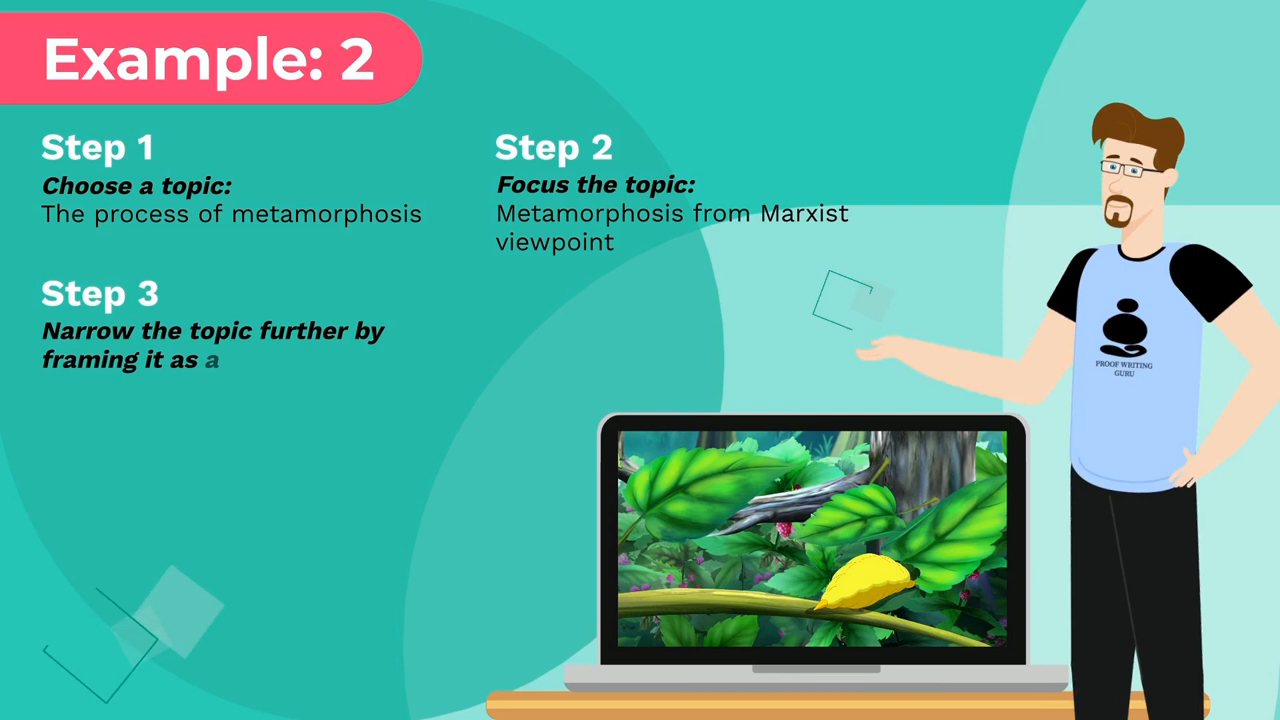 Example: 2
Step 1
Choose a topic:
The process of metamorphosis
Step 2
Focus the topic:
Metamorphosis from Marxist
viewpoint
Step 3
Narrow the topic further by
framing it as a
PROOF WRITING
GURU